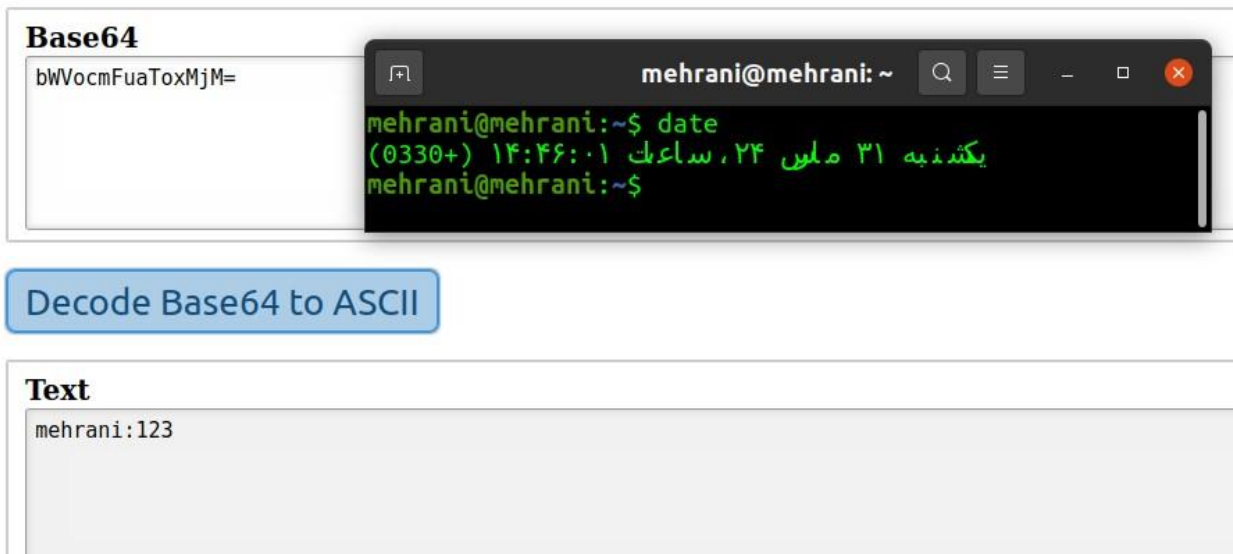 Base64
bWVocmFuaToxMjM=
mehrani@mehrani: ~
mehrani@mehrani:~$ date
یکشنبه ۳۱ مارس ۲۴، ساعت ۱۴:۴۶:۰۱ (+0330)
mehrani@mehrani:~$
Decode Base64 to ASCII
Text
mehrani:123